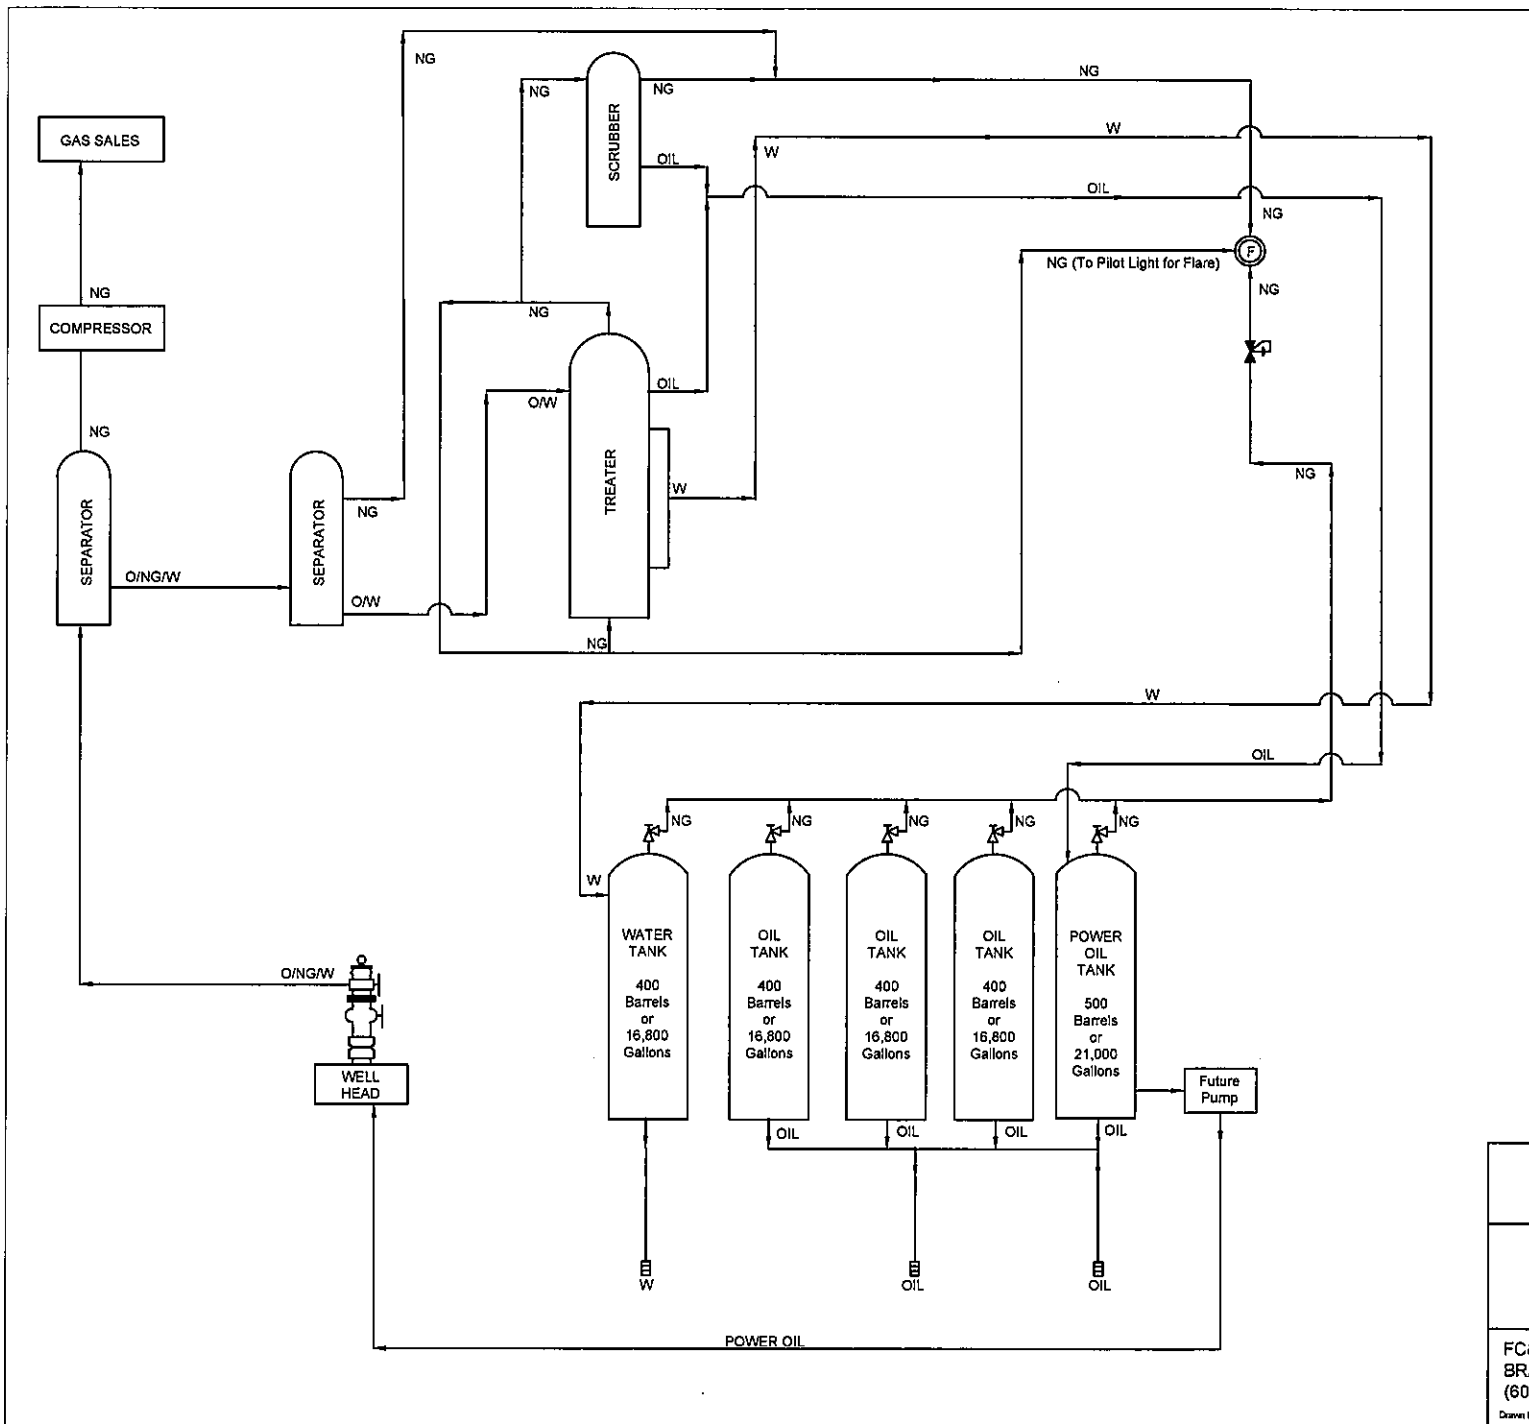 NG
NG
NG
NG
GAS SALES
SCRUBBER
W
W
OIL
OIL
NG
NG (To Pilot Light for Flare)
F
NG
NG
NG
COMPRESSOR
OIL
O/W
NG
NG
SEPARATOR
NG
SEPARATOR
TREATER
W
O/NG/W
O/W
NG
W
OIL
NG
NG
NG
NG
NG
W
WATER
TANK
400
Barrels
or
16,800
Gallons
OIL
TANK
400
Barrels
or
16,800
Gallons
OIL
TANK
400
Barrels
or
16,800
Gallons
OIL
TANK
400
Barrels
or
16,800
Gallons
POWER
OIL
TANK
500
Barrels
or
21,000
Gallons
O/NG/W
WELL
HEAD
Future
Pump
OIL
OIL
OIL
OIL
W
OIL
OIL
POWER OIL
(60
Drawn